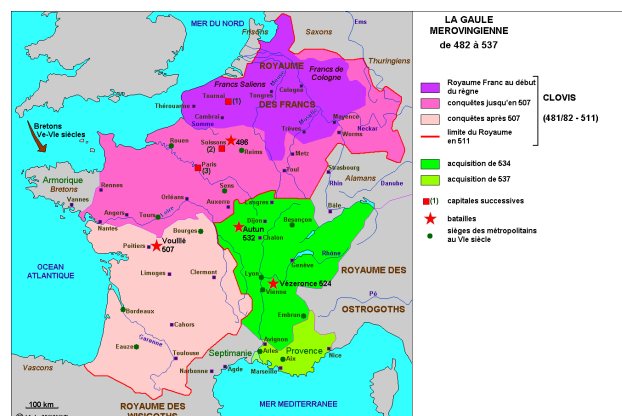 LA GAULE
MEROVINGIENNE
de 482 à 537
Royaume Franc au début
du règne
conquêtes jusqu'en 507
conquêtes après 507
limite du Royaume
en 511
CLOVIS
(481/82 - 511)
acquisition de 534
acquisition de 537
(1) capitales successives
batailles
sièges des métropolitains
au VIe siècle
MER DU NORD
Frisons
Saxons
Ems
Thuringiens
ROYAUME
Francs de
Cologne
Francs Saliens
Cologne
Tongres
Tournai
(1)
DES FRANCS
Thérouanne
Cambrai
Somme
Mayence
Trèves
Worms
Neckar
Bretons
Ve-VIe siècles
Rouen
Soissons
(2)
486
Reims
Metz
Paris
(3)
Toul
Strasbourg
Alamans
Armorique
Bretons
Rennes
Vannes
Sens
Rhin
Danube
Orléans
Auxerre
Langres
Bâle
Angers
Tours
Loire
Nantes
Bourges
Dijon
Besançon
Autun
532
Chalon
Poitiers
Vouillé
507
Genève
Rhône
OCEAN
ATLANTIQUE
Limoges
Clermont
Lyon
Vienne
Vézeronce 524
ROYAUME DES
OSTROGOTHS
Pô
Bordeaux
Embrun
Cahors
Eauze
Garonne
Toulouse
Avignon
Septimanie
Arles
Provence
Aix
Nice
Vascons
Narbonne
Agde
Marseille
100 km
ROYAUME DES
WISIGOTHS
MER MEDITERRANEE